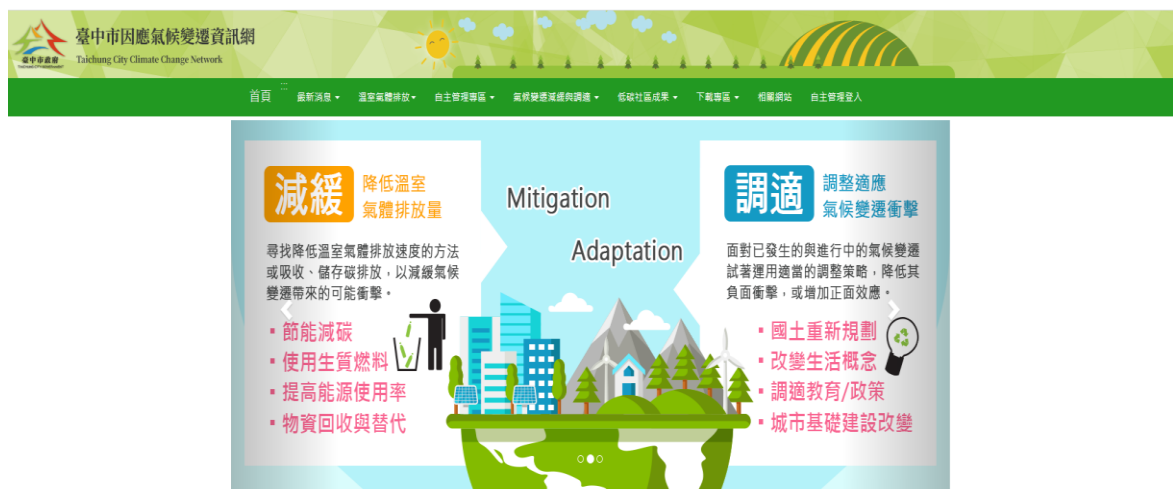 臺中市因應氣候變遷資訊網
Taichung City Climate Change Network
臺中市政府
首頁 ::: 最新消息 溫室氣體排放 自主管理專區 氣候變遷減緩與調適 低碳社區成果 下載專區 相關網站 自主管理登入
減緩
降低溫室
氣體排放量
尋找降低溫室氣體排放速度的方法
或吸收、儲存碳排放，以減緩氣候
變遷帶來的可能衝擊。
▪ 節能減碳
▪ 使用生質燃料
▪ 提高能源使用率
▪ 物資回收與替代
Mitigation
Adaptation
調適
調整適應
氣候變遷衝擊
面對已發生的與進行中的氣候變遷
試著運用適當的調整策略，降低其
負面衝擊，或增加正面效應。
▪ 國土重新規劃
▪ 改變生活概念
▪ 調適教育/政策
▪ 城市基礎建設改變